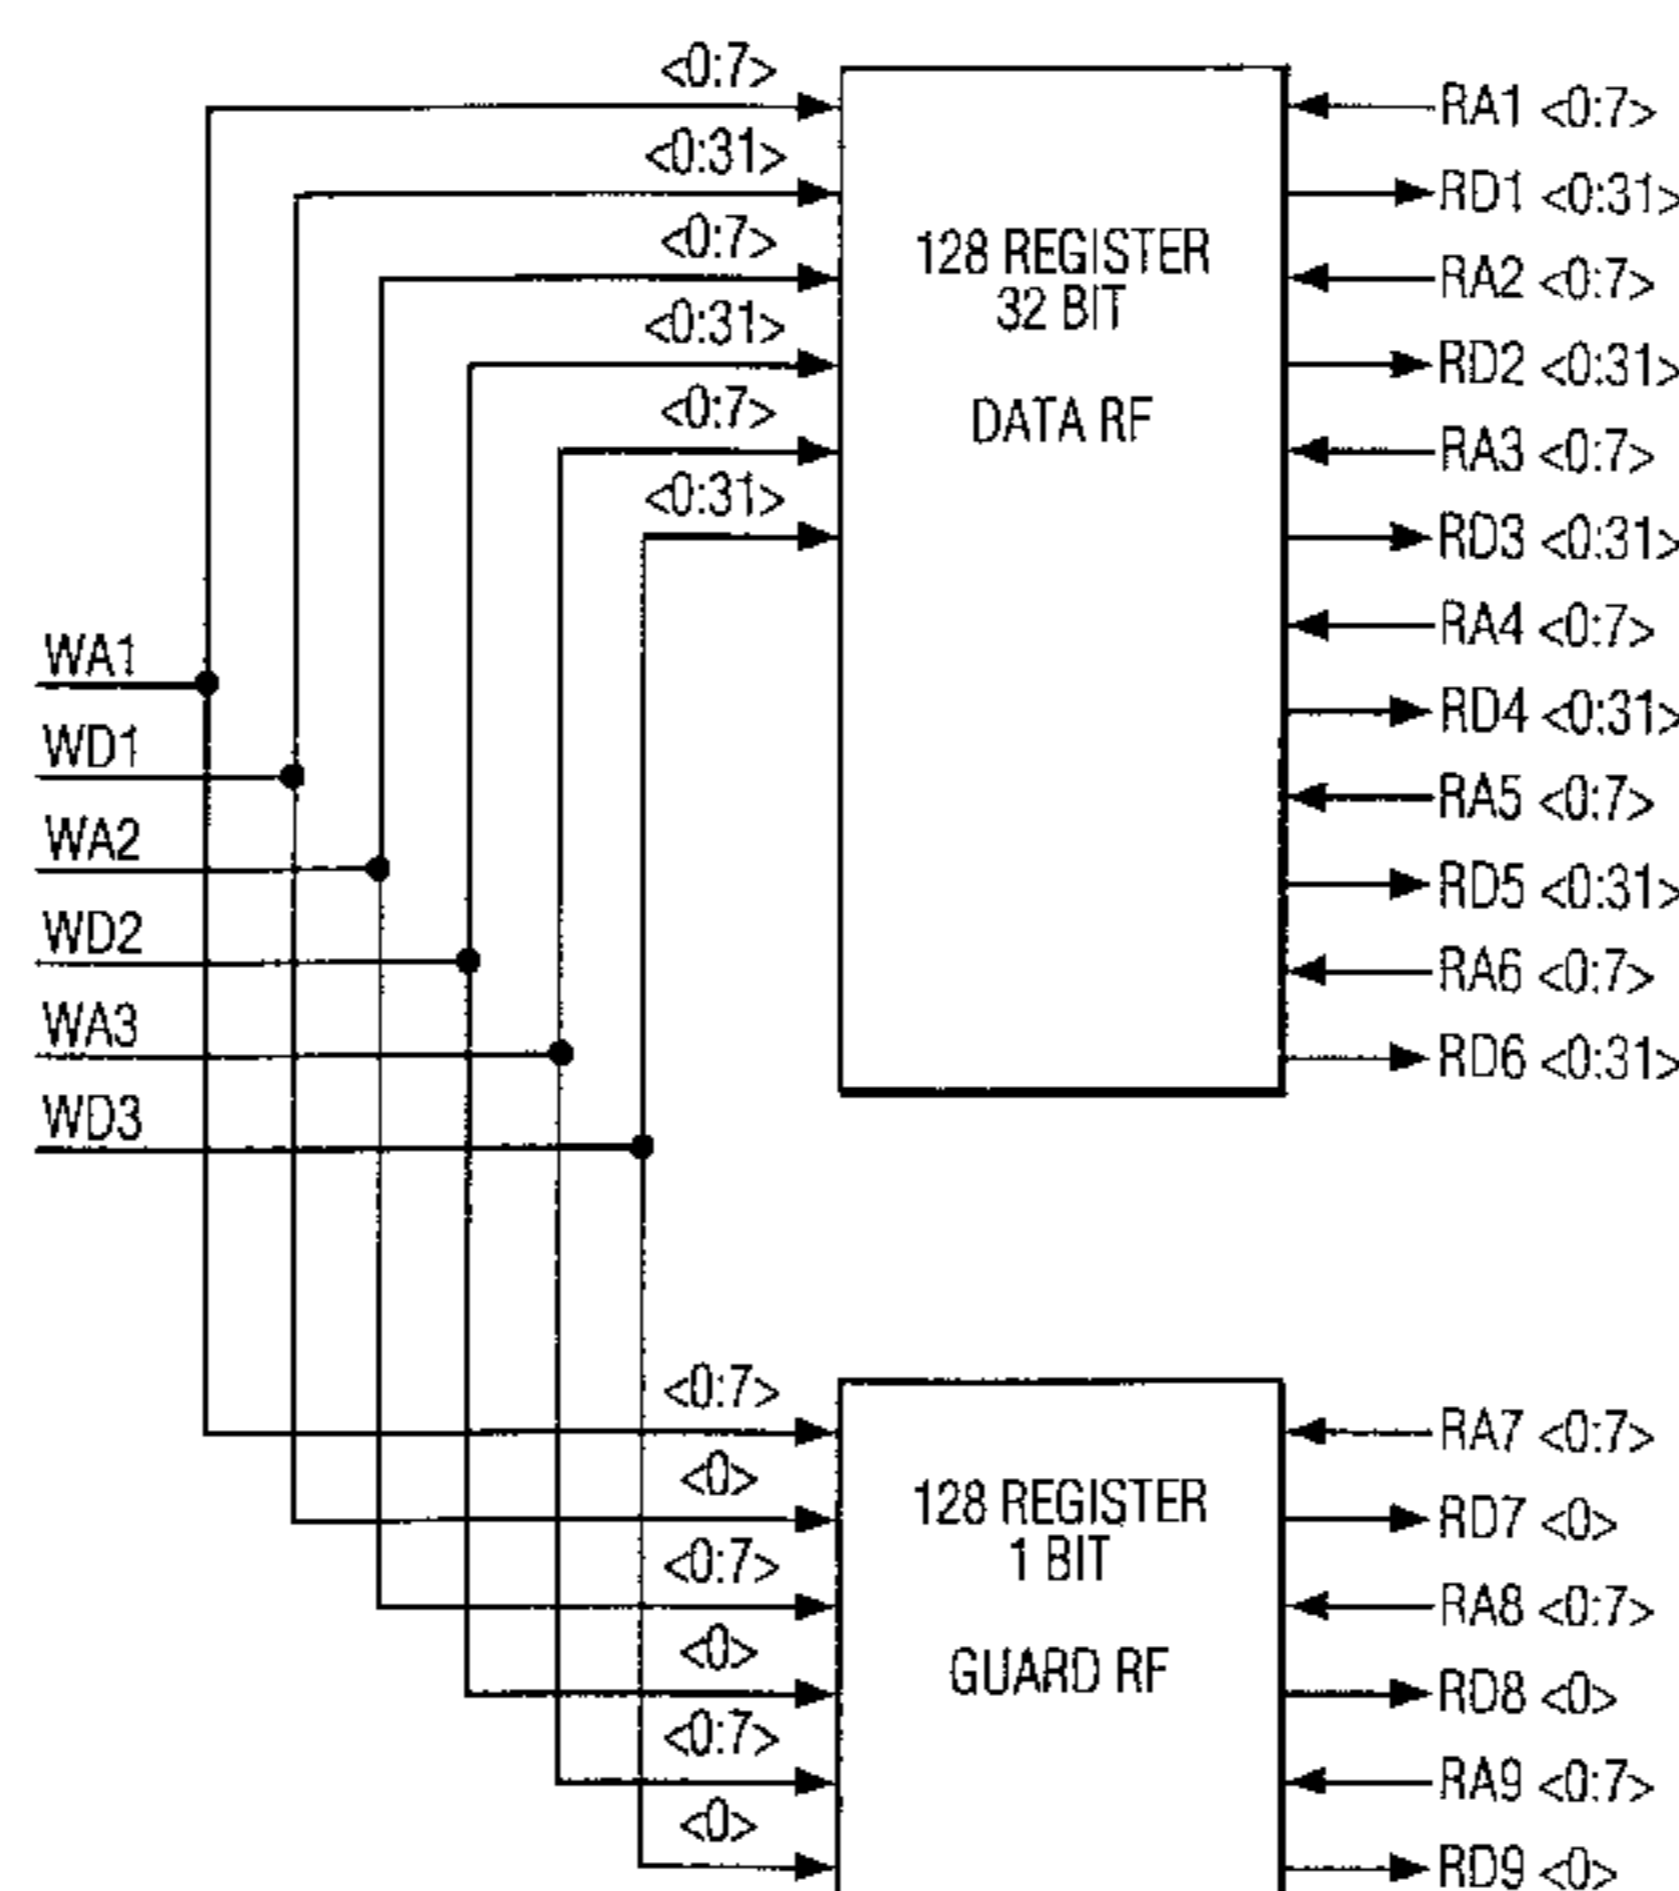 <0:7>
<0:31>
<0:7>
<0:31>
<0:7>
<0:31>
128 REGISTER
32 BIT
DATA RF
RA1 <0:7>
RD1 <0:31>
RA2 <0:7>
RD2 <0:31>
RA3 <0:7>
RD3 <0:31>
RA4 <0:7>
RD4 <0:31>
RA5 <0:7>
RD5 <0:31>
RA6 <0:7>
RD6 <0:31>
WA1
WD1
WA2
WD2
WA3
WD3
<0:7>
<0>
<0:7>
<0>
<0:7>
<0>
128 REGISTER
1 BIT
GUARD RF
RA7 <0:7>
RD7 <0>
RA8 <0:7>
RD8 <0>
RA9 <0:7>
RD9 <0>